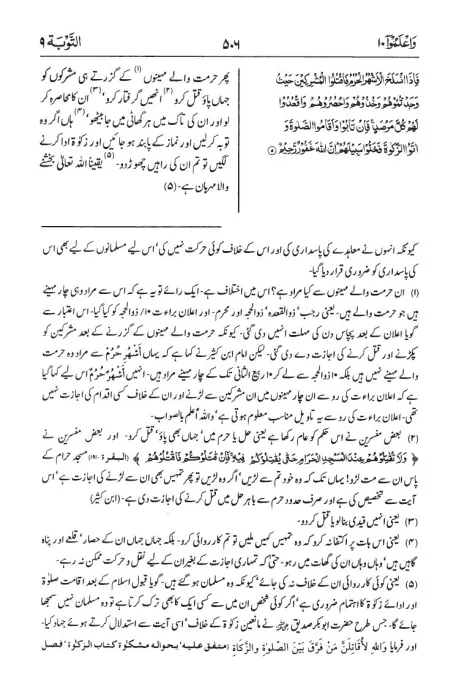 التوبة ٩
٥٠٦
واعلموا ١٠
فَإِذَا انْسَلَخَ الْأَشْهُرُ الْحُرُمُ فَاقْتُلُوا الْمُشْرِكِينَ حَيْثُ
وَجَدْتُمُوهُمْ وَخُذُوهُمْ وَاحْصُرُوهُمْ وَاقْعُدُوا
لَهُمْ كُلَّ مَرْصَدٍ فَإِنْ تَابُوا وَأَقَامُوا الصَّلَاةَ وَ
آتَوُا الزَّكَاةَ فَخَلُّوا سَبِيلَهُمْ إِنَّ اللَّهَ غَفُورٌ رَحِيمٌ ٥
پھر حرمت والے مہینوں (۱) کے گزرتے ہی مشرکوں کو
جہاں پاؤ قتل کرو (۲) انہیں گرفتار کرو، (۳) ان کا محاصرہ کر
لو اور ان کی تاک میں ہر گھاٹی میں جا بیٹھو، (۴) ہاں اگر وہ
توبہ کر لیں اور نماز کے پابند ہو جائیں اور زکوٰۃ ادا کرنے
لگیں تو تم ان کی راہیں چھوڑ دو۔ (۵) یقیناً اللہ تعالیٰ بخشنے
والا مہربان ہے۔ (۵)
کیونکہ انہوں نے معاہدے کی پاسداری کی اور اس کے خلاف کوئی حرکت نہیں کی، اس لیے مسلمانوں کے لیے بھی اس
کی پاسداری کو ضروری قرار دیا گیا۔
(۱) ان حرمت والے مہینوں سے کیا مراد ہے؟ اس میں اختلاف ہے۔ ایک رائے تو یہ ہے کہ اس سے مراد وہی چار مہینے
ہیں جو حرمت والے ہیں۔ یعنی رجب، ذوالقعدہ، ذوالحجہ اور محرم۔ اور اعلان براءت ۱۰/ ذوالحجہ کو کیا گیا۔ اس اعتبار سے
گویا اعلان کے بعد پچاس دن کی مہلت انہیں دی گئی۔ کیونکہ حرمت والے مہینوں کے گزرنے کے بعد مشرکین کو
پکڑنے اور قتل کرنے کی اجازت دے دی گئی۔ لیکن امام ابن کثیر نے کہا ہے کہ یہاں أَشْهُرٌ حُرُمٌ سے مراد وہ حرمت
والے مہینے نہیں ہیں بلکہ ۱۰ ذوالحجہ سے لے کر ۱۰ ربیع الثانی تک کے چار مہینے مراد ہیں۔ انہیں أَشْهُرٌ حُرُمٌ اس لیے کہا گیا
ہے کہ اعلان براءت کی رو سے ان چار مہینوں میں ان مشرکین سے لڑنے اور ان کے خلاف کسی اقدام کی اجازت نہیں
تھی۔ اعلان براءت کی رو سے یہ تاویل مناسب معلوم ہوتی ہے، واللہ أعلم بالصواب۔
(۲) بعض مفسرین نے اس حکم کو عام رکھا ہے یعنی حل یا حرم میں، جہاں بھی پاؤ، قتل کرو۔ اور بعض مفسرین نے
﴿ وَلَا تُقَاتِلُوهُمْ عِنْدَ الْمَسْجِدِ الْحَرَامِ حَتَّى يُقَاتِلُوكُمْ فِيهِ فَإِنْ قَاتَلُوكُمْ فَاقْتُلُوهُمْ ﴾ (البقرة۔۱۹۱) مسجد حرام کے
پاس ان سے مت لڑو! یہاں تک کہ وہ خود تم سے لڑیں، اگر وہ لڑیں تو پھر تمہیں بھی ان سے لڑنے کی اجازت ہے، اس
آیت سے تخصیص کی ہے اور صرف حدود حرم سے باہر حل میں قتل کرنے کی اجازت دی ہے۔ (ابن کثیر)
(۳) یعنی انہیں قیدی بنالو یا قتل کر دو۔
(۴) یعنی اس بات پر اکتفا نہ کرو کہ وہ تمہیں کہیں ملیں تو تم کارروائی کرو۔ بلکہ جہاں جہاں ان کے حصار، قلعے اور پناہ
گاہیں ہیں، وہاں وہاں ان کی گھات میں رہو۔ حتیٰ کہ تمہاری اجازت کے بغیر ان کے لیے نقل و حرکت ممکن نہ رہے۔
(۵) یعنی کوئی کارروائی ان کے خلاف نہ کی جائے، کیونکہ وہ مسلمان ہو گئے ہیں۔ گویا قبول اسلام کے بعد اقامت صلوٰۃ
اور ادائے زکوٰۃ کا اہتمام ضروری ہے، اگر کوئی شخص ان میں سے کسی ایک کا بھی ترک کرتا ہے تو وہ مسلمان نہیں سمجھا
جائے گا۔ جس طرح حضرت ابوبکر صدیق رضی اللہ عنہ نے مانعین زکوٰۃ کے خلاف، اسی آیت سے استدلال کرتے ہوئے جہاد کیا۔
اور فرمایا وَاللهِ لَأُقَاتِلَنَّ مَنْ فَرَّقَ بَيْنَ الصَّلَوٰةِ وَالزَّكَاةِ (متفق علیه، بحواله مشكوة كتاب الزكوة، فصل